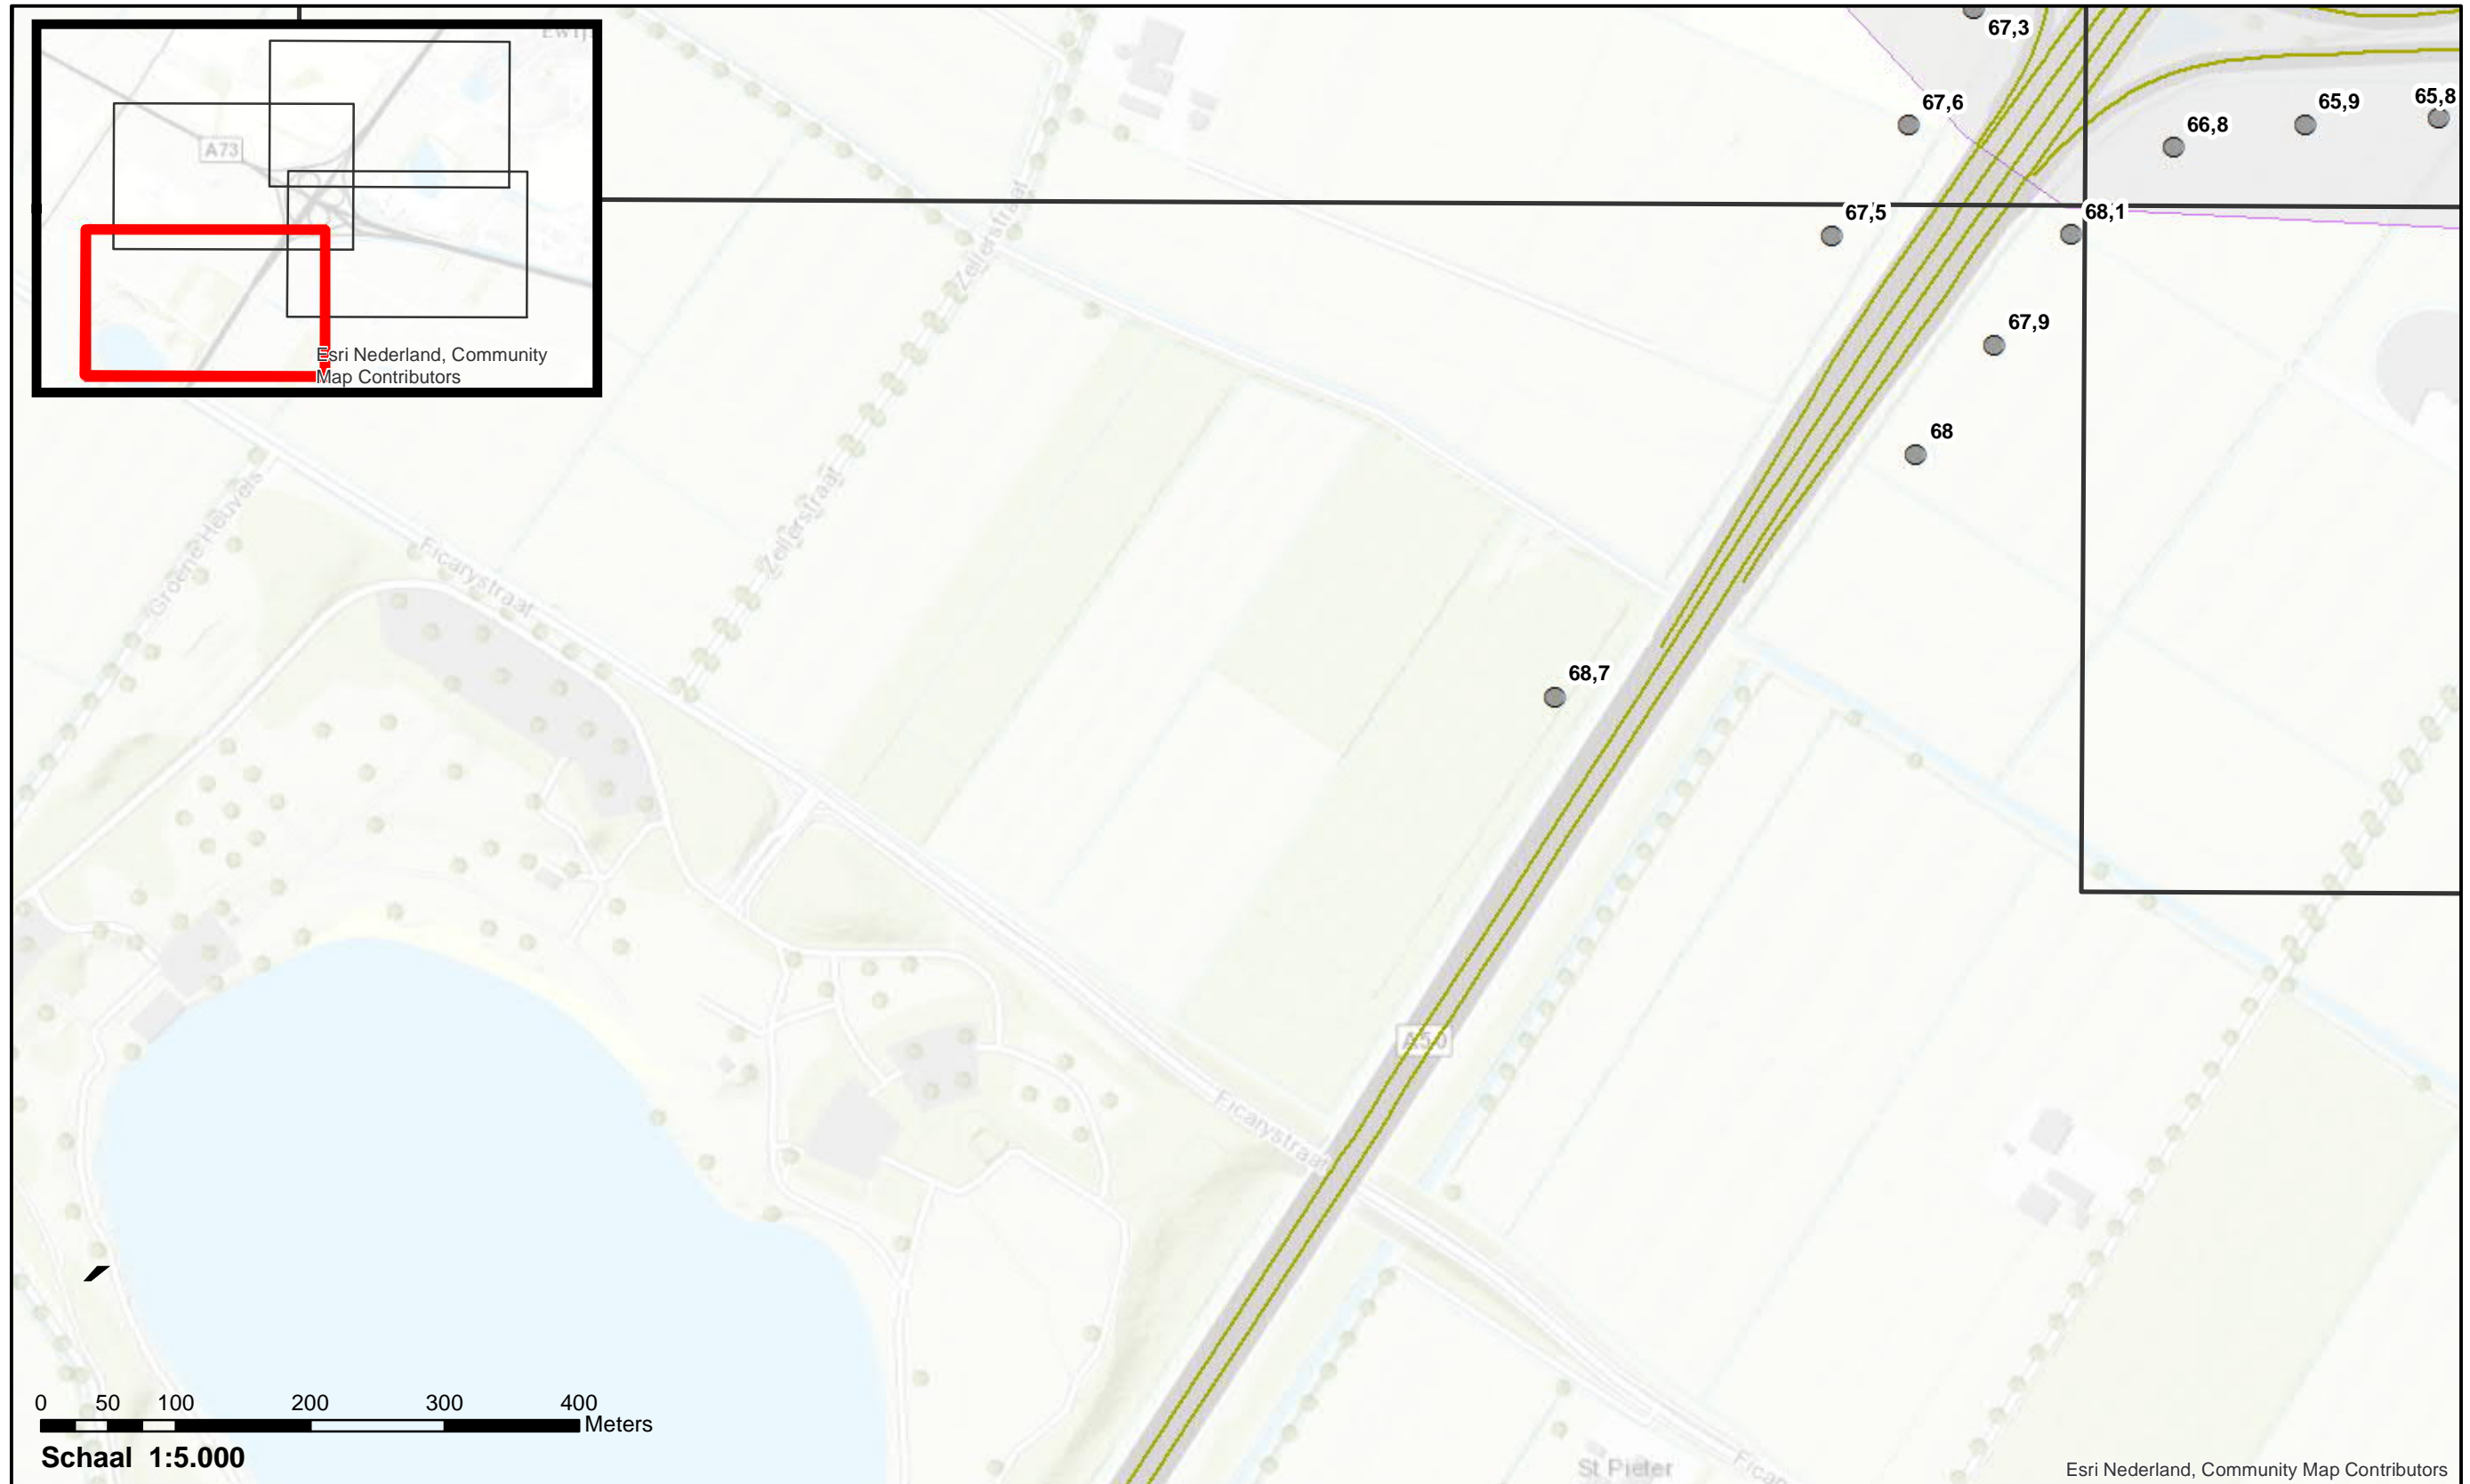 A73
Esri Nederland, Community
Map Contributors
67,3
67,6
65,9
65,8
66,8
67,5
68,1
67,9
68
68,7
Zellerstraat
Zellerstraat
Groene Heuvels
Ficarystraat
A50
Ficarystraat
0 50 100 200 300 400
Meters
Schaal 1:5.000
St. Pieter
Esri Nederland, Community Map Contributors